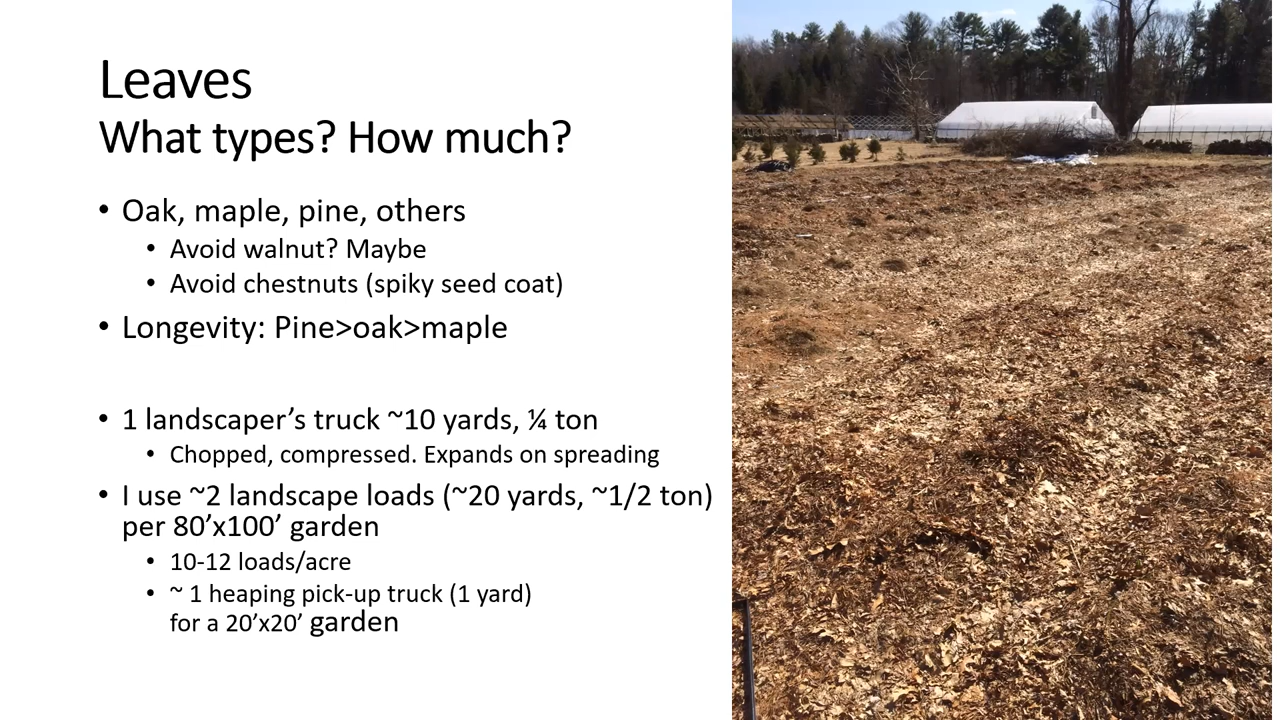 Leaves
What types? How much?
• Oak, maple, pine, others
• Avoid walnut? Maybe
• Avoid chestnuts (spiky seed coat)
• Longevity: Pine>oak>maple
• 1 landscaper’s truck ~10 yards, ¼ ton
• Chopped, compressed. Expands on spreading
• I use ~2 landscape loads (~20 yards, ~1/2 ton)
per 80’x100’ garden
• 10-12 loads/acre
• ~ 1 heaping pick-up truck (1 yard)
for a 20’x20’ garden